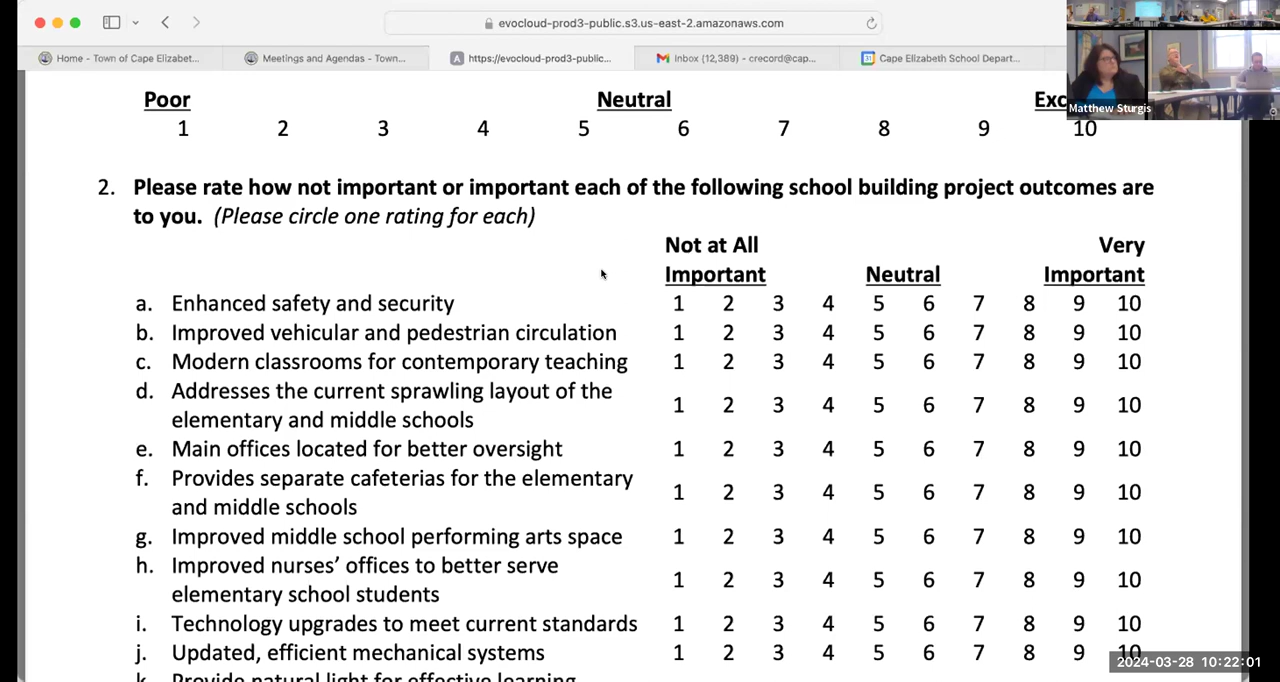 evocloud-prod3-public.s3.us-east-2.amazonaws.com
Home - Town of Cape Elizabet...
Meetings and Agendas - Town...
https://evocloud-prod3-public...
Inbox (12,389) - crecord@cap...
Cape Elizabeth School Depart...
Matthew Sturgis
Poor Neutral Exc
1 2 3 4 5 6 7 8 9 10
2. Please rate how not important or important each of the following school building project outcomes are
to you. (Please circle one rating for each)
Not at All Very
Important Neutral Important
a. Enhanced safety and security 1 2 3 4 5 6 7 8 9 10
b. Improved vehicular and pedestrian circulation 1 2 3 4 5 6 7 8 9 10
c. Modern classrooms for contemporary teaching 1 2 3 4 5 6 7 8 9 10
d. Addresses the current sprawling layout of the
elementary and middle schools 1 2 3 4 5 6 7 8 9 10
e. Main offices located for better oversight 1 2 3 4 5 6 7 8 9 10
f. Provides separate cafeterias for the elementary
and middle schools 1 2 3 4 5 6 7 8 9 10
g. Improved middle school performing arts space 1 2 3 4 5 6 7 8 9 10
h. Improved nurses’ offices to better serve
elementary school students 1 2 3 4 5 6 7 8 9 10
i. Technology upgrades to meet current standards 1 2 3 4 5 6 7 8 9 10
j. Updated, efficient mechanical systems 1 2 3 4 5 6 7 8 9 10
k. Provide natural light for effective learning
2024-03-28 10:22:01